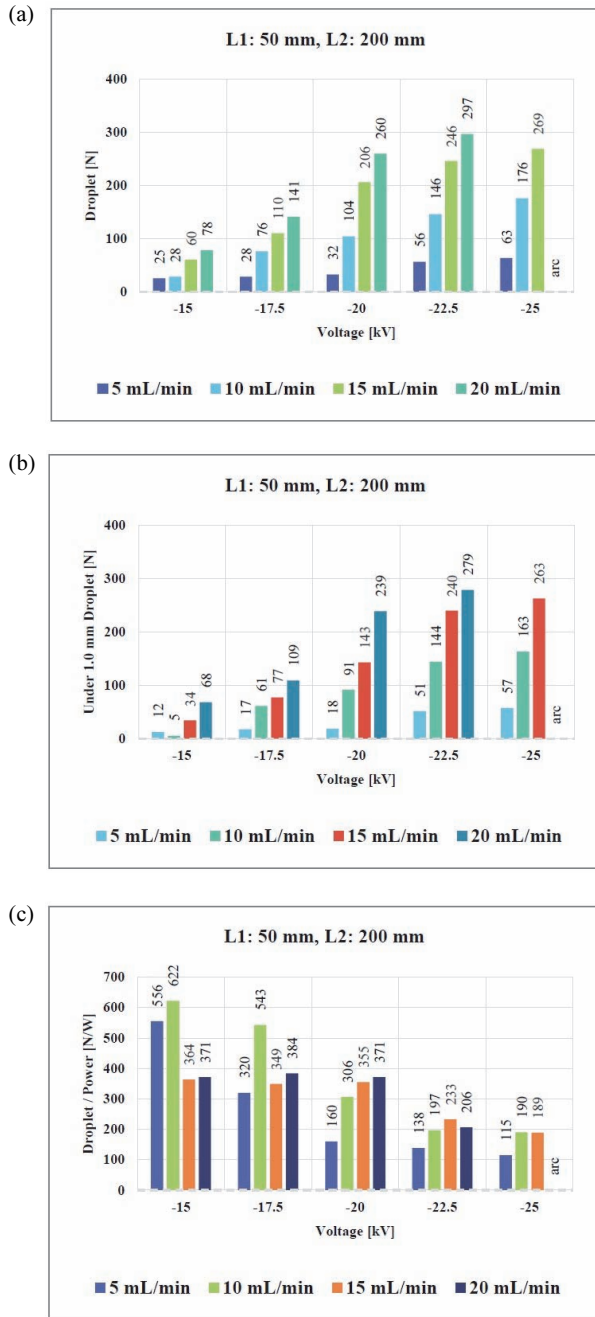 (a)
L1: 50 mm, L2: 200 mm
Droplet [N]
400
300
200
100
0
25 28 60 78
28 76 110 141
32 104 206 260
56 146 246 297
63 176 269 arc
-15 -17.5 -20 -22.5 -25
Voltage [kV]
5 mL/min 10 mL/min 15 mL/min 20 mL/min
(b)
L1: 50 mm, L2: 200 mm
Under 1.0 mm Droplet [N]
400
300
200
100
0
12 5 34 68
17 61 77 109
18 91 143 239
51 144 240 279
57 163 263 arc
-15 -17.5 -20 -22.5 -25
Voltage [kV]
5 mL/min 10 mL/min 15 mL/min 20 mL/min
(c)
L1: 50 mm, L2: 200 mm
Droplet / Power [N/W]
700
600
500
400
300
200
100
0
556 622 364 371
320 543 349 384
160 306 355 371
138 197 233 206
115 190 189 arc
-15 -17.5 -20 -22.5 -25
Voltage [kV]
5 mL/min 10 mL/min 15 mL/min 20 mL/min